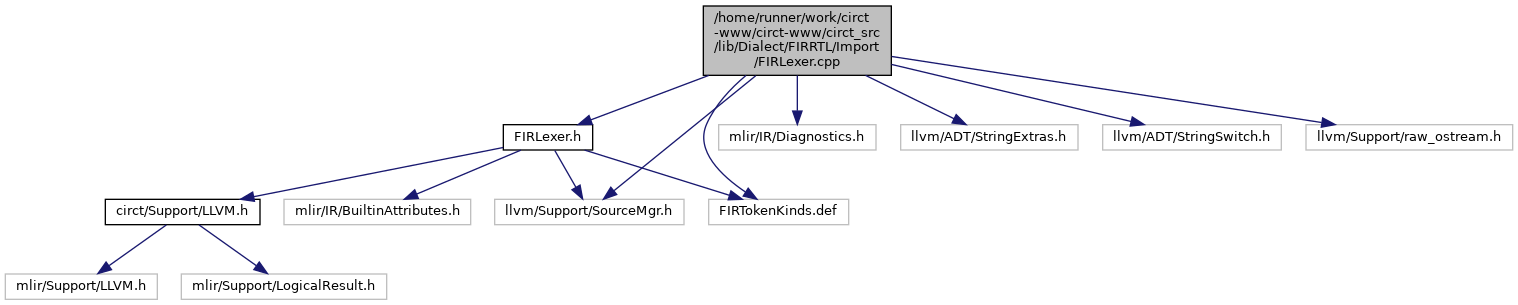 /home/runner/work/circt
-www/circt-www/circt_src
/lib/Dialect/FIRRTL/Import
/FIRLexer.cpp
FIRLexer.h
mlir/IR/Diagnostics.h
llvm/ADT/StringExtras.h
llvm/ADT/StringSwitch.h
llvm/Support/raw_ostream.h
circt/Support/LLVM.h
mlir/IR/BuiltinAttributes.h
llvm/Support/SourceMgr.h
FIRTokenKinds.def
mlir/Support/LLVM.h
mlir/Support/LogicalResult.h